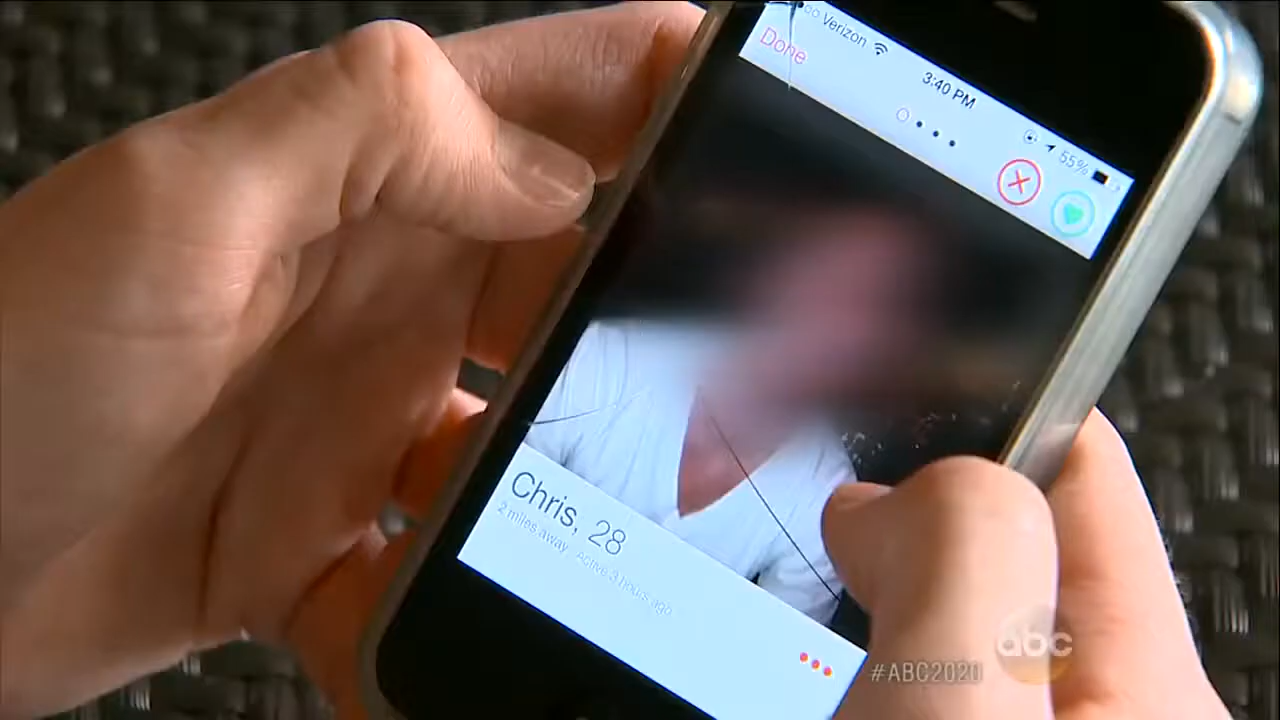 Verizon 3:40 PM 55%
Done
Chris, 28
2 miles away Active 3 hours ago
abc
#ABC2020